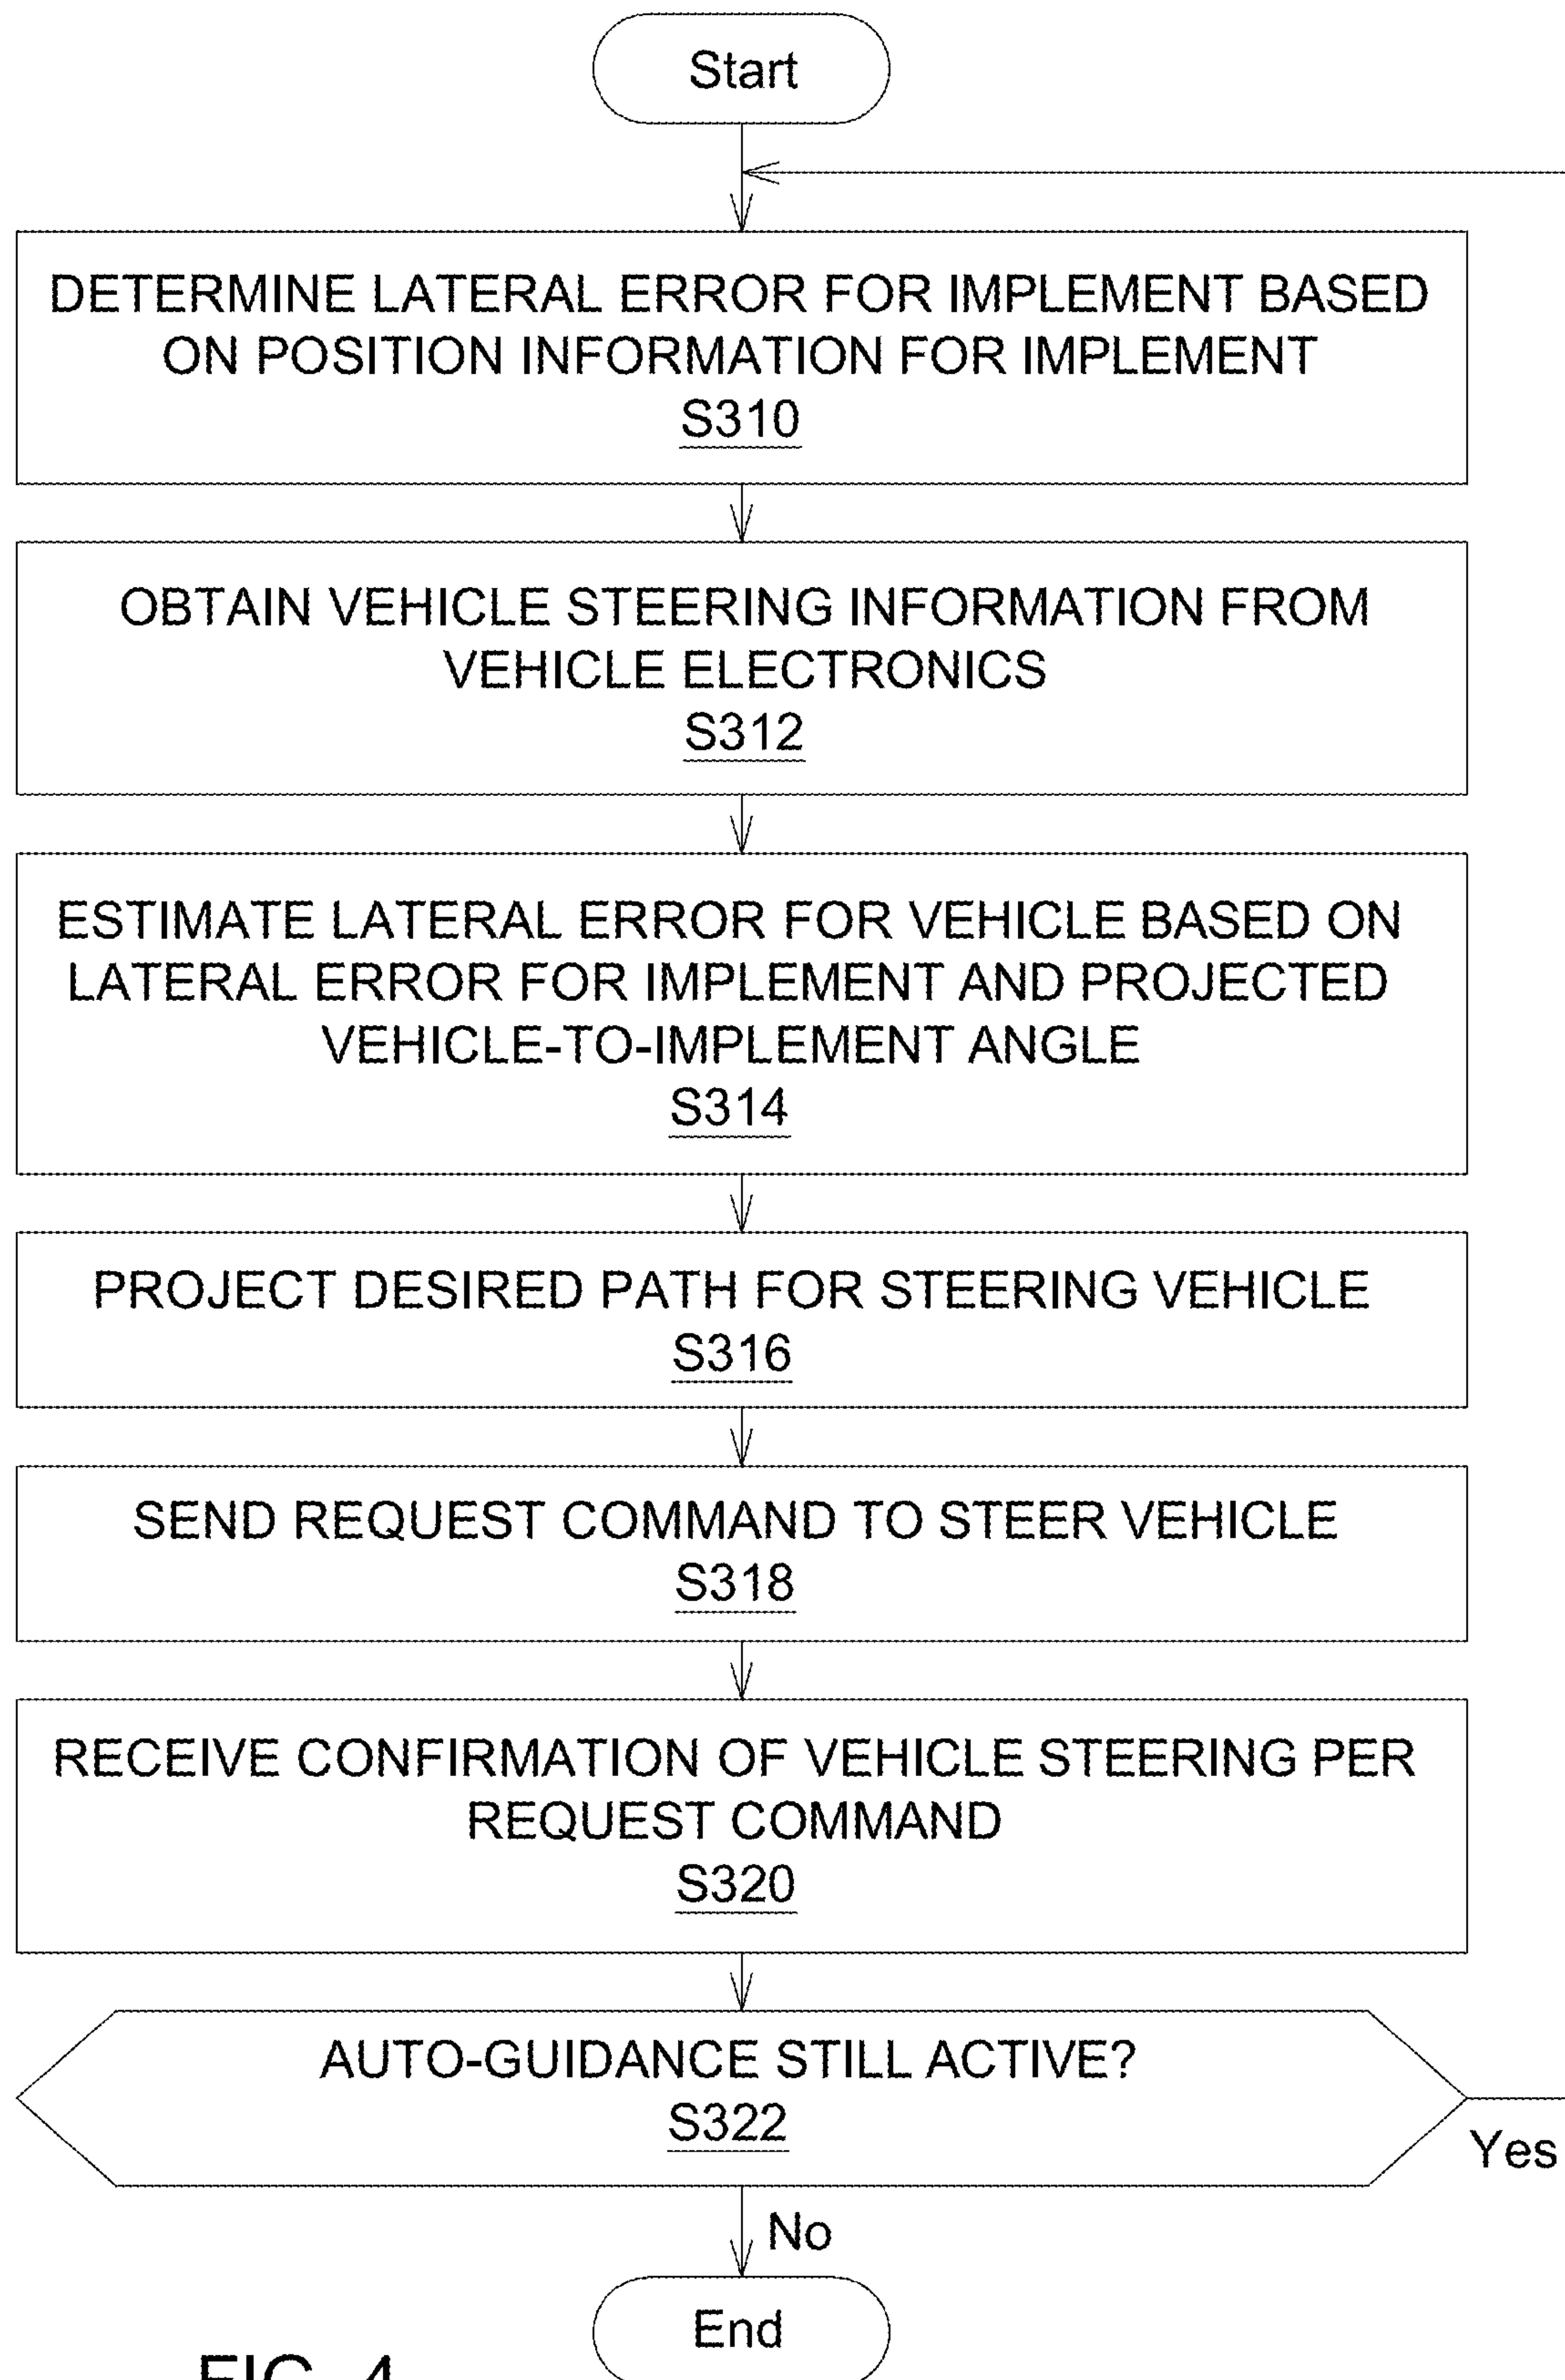 Start
DETERMINE LATERAL ERROR FOR IMPLEMENT BASED
ON POSITION INFORMATION FOR IMPLEMENT
S310
OBTAIN VEHICLE STEERING INFORMATION FROM
VEHICLE ELECTRONICS
S312
ESTIMATE LATERAL ERROR FOR VEHICLE BASED ON
LATERAL ERROR FOR IMPLEMENT AND PROJECTED
VEHICLE-TO-IMPLEMENT ANGLE
S314
PROJECT DESIRED PATH FOR STEERING VEHICLE
S316
SEND REQUEST COMMAND TO STEER VEHICLE
S318
RECEIVE CONFIRMATION OF VEHICLE STEERING PER
REQUEST COMMAND
S320
AUTO-GUIDANCE STILL ACTIVE?
S322
Yes
No
End
FIG. 4